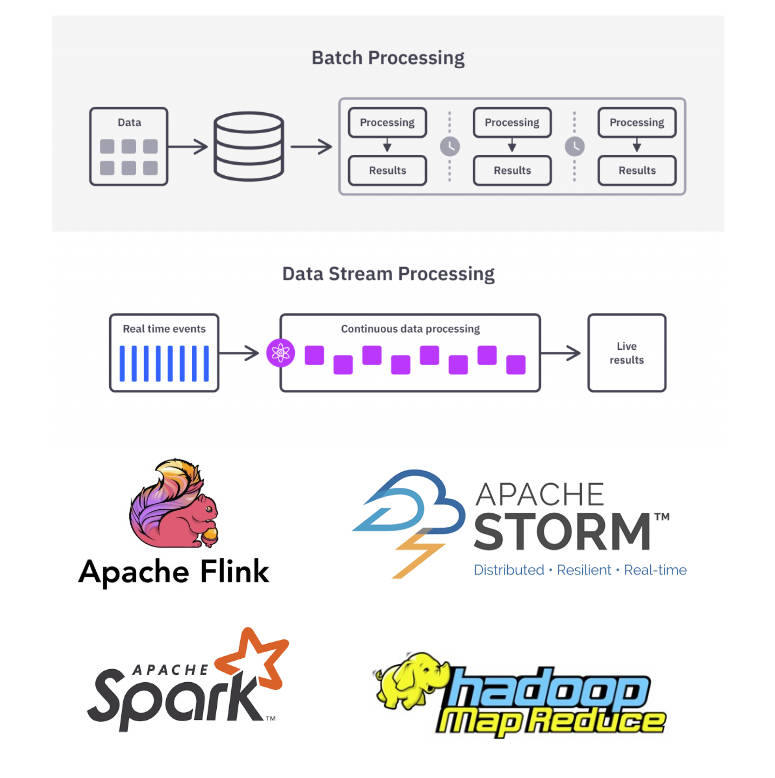 Batch Processing
Data
Processing
Processing
Processing
Results
Results
Results
Data Stream Processing
Real time events
Continuous data processing
Live
results
Apache Flink
APACHE
STORM™
Distributed • Resilient • Real-time
APACHE
Spark™
hadoop
Map Reduce